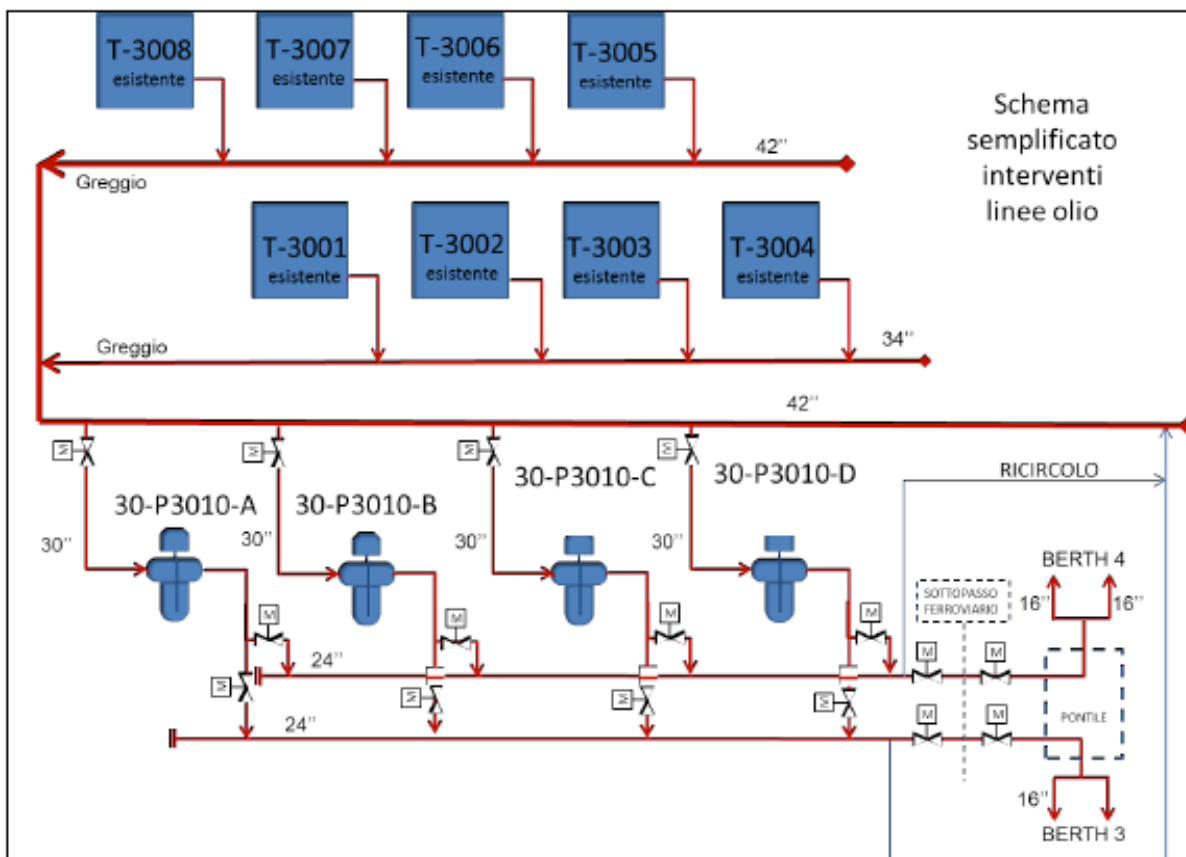 T-3008
esistente
T-3007
esistente
T-3006
esistente
T-3005
esistente
Schema
semplificato
interventi
linee olio
42''
Greggio
T-3001
esistente
T-3002
esistente
T-3003
esistente
T-3004
esistente
Greggio
34''
42''
M
M
M
M
RICIRCOLO
30-P3010-A
30-P3010-B
30-P3010-C
30-P3010-D
30''
30''
30''
30''
BERTH 4
16''
16''
SOTTOPASSO
FERROVIARIO
M
M
M
M
M
M
24''
M
M
M
M
PONTILE
M
M
24''
16''
BERTH 3